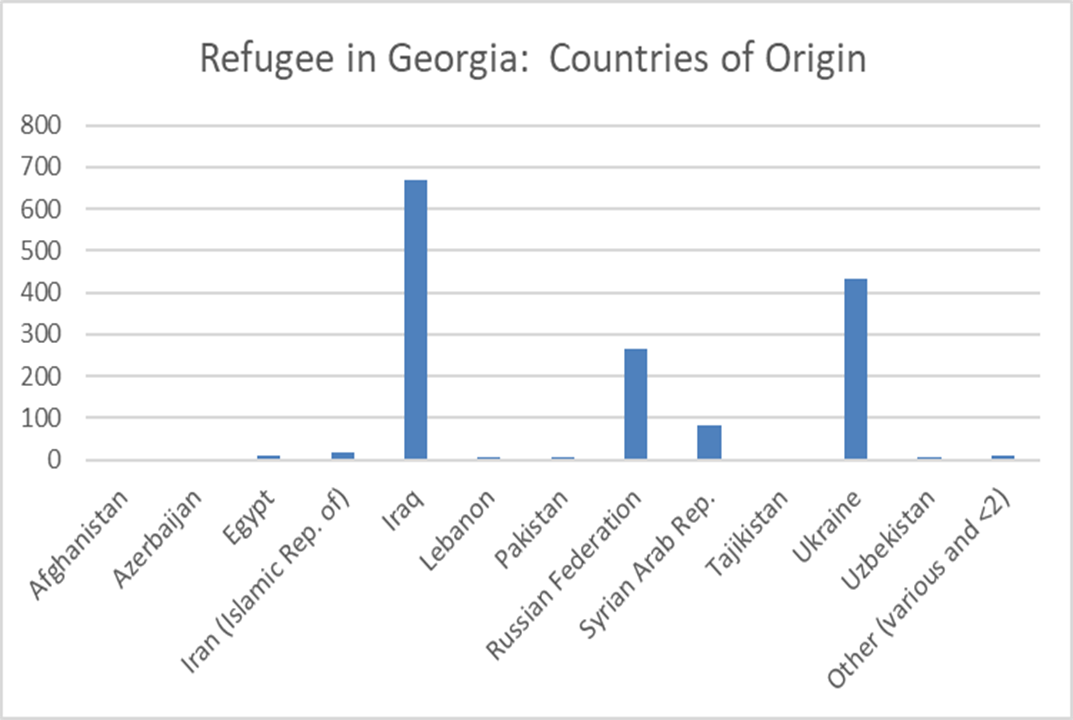 Refugee in Georgia:  Countries of Origin
800
700
600
500
400
300
200
100
0
Afghanistan
Azerbaijan
Egypt
Iran (Islamic Rep. of)
Iraq
Lebanon
Pakistan
Russian Federation
Syrian Arab Rep.
Tajikistan
Ukraine
Uzbekistan
Other (various and <2)